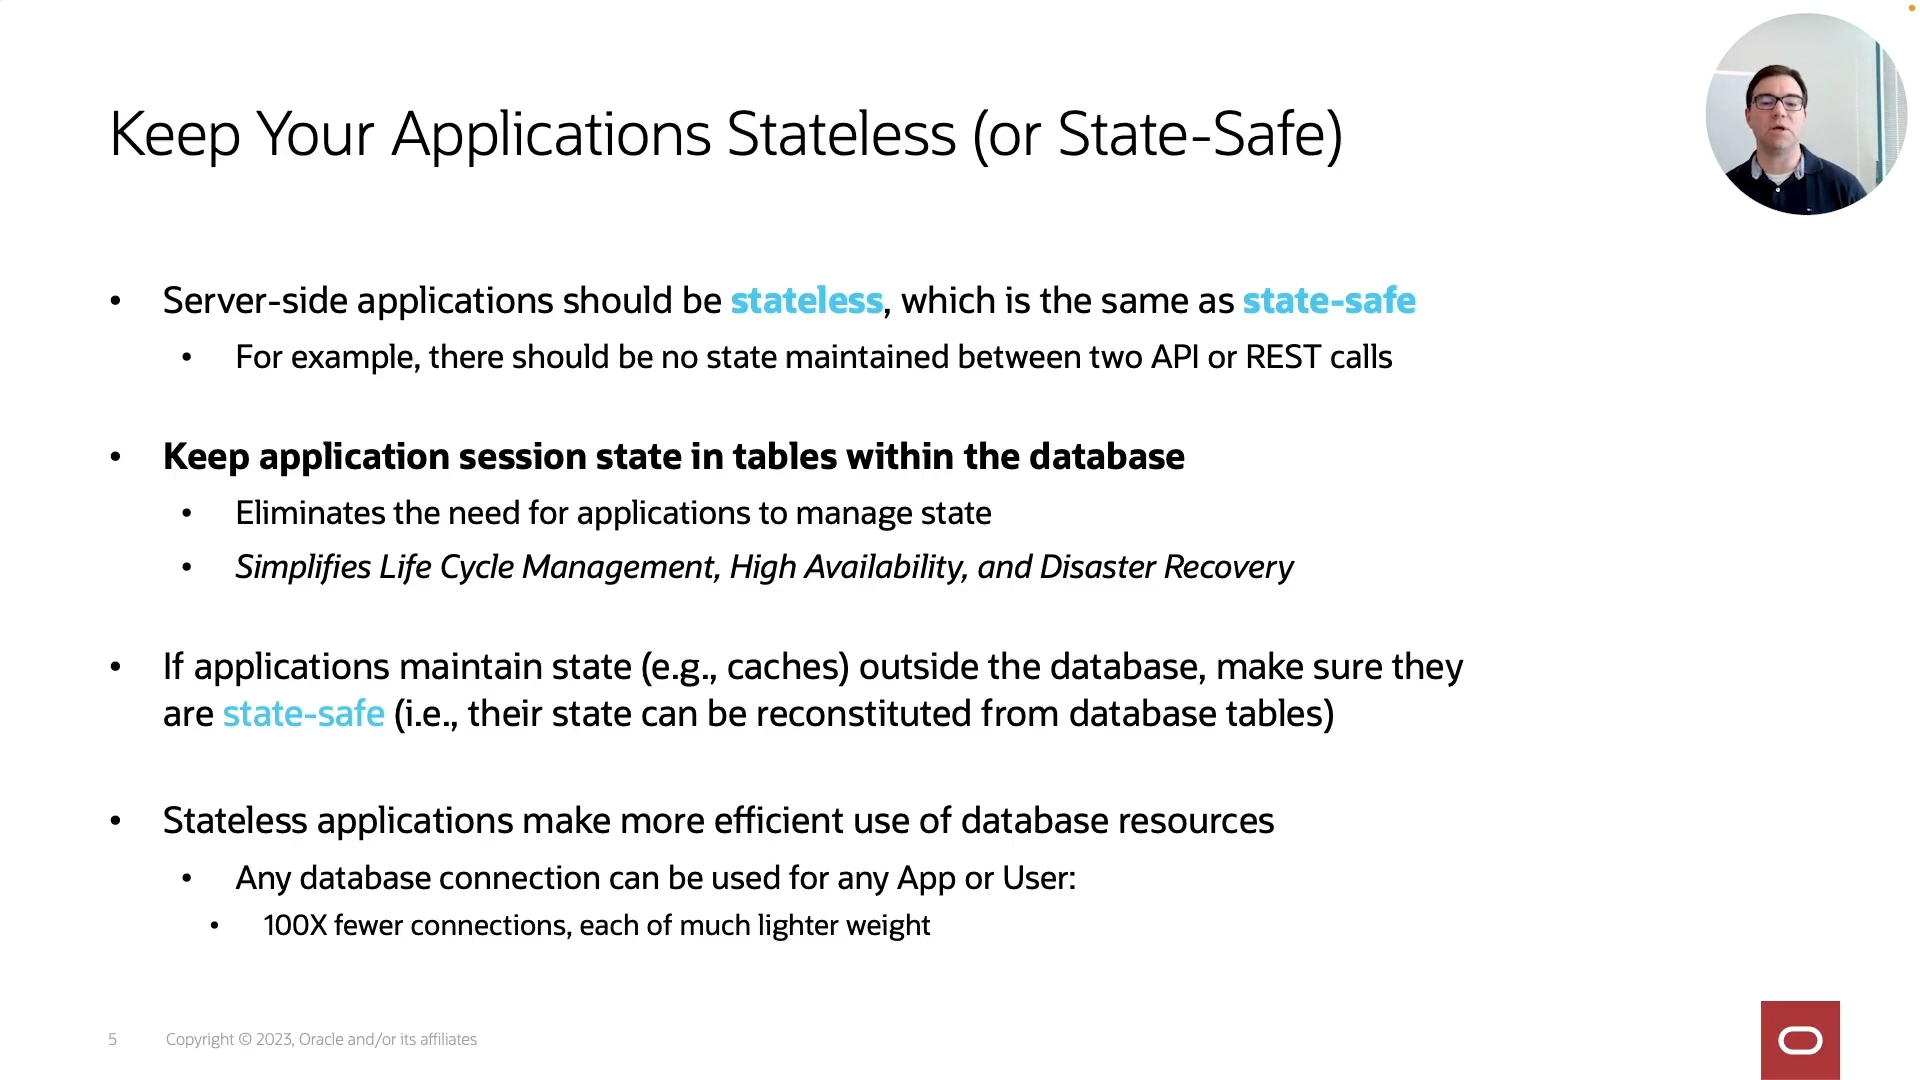 Keep Your Applications Stateless (or State-Safe)
• Server-side applications should be stateless, which is the same as state-safe
• For example, there should be no state maintained between two API or REST calls
• Keep application session state in tables within the database
• Eliminates the need for applications to manage state
• Simplifies Life Cycle Management, High Availability, and Disaster Recovery
• If applications maintain state (e.g., caches) outside the database, make sure they
are state-safe (i.e., their state can be reconstituted from database tables)
• Stateless applications make more efficient use of database resources
• Any database connection can be used for any App or User:
• 100X fewer connections, each of much lighter weight
5 Copyright © 2023, Oracle and/or its affiliates